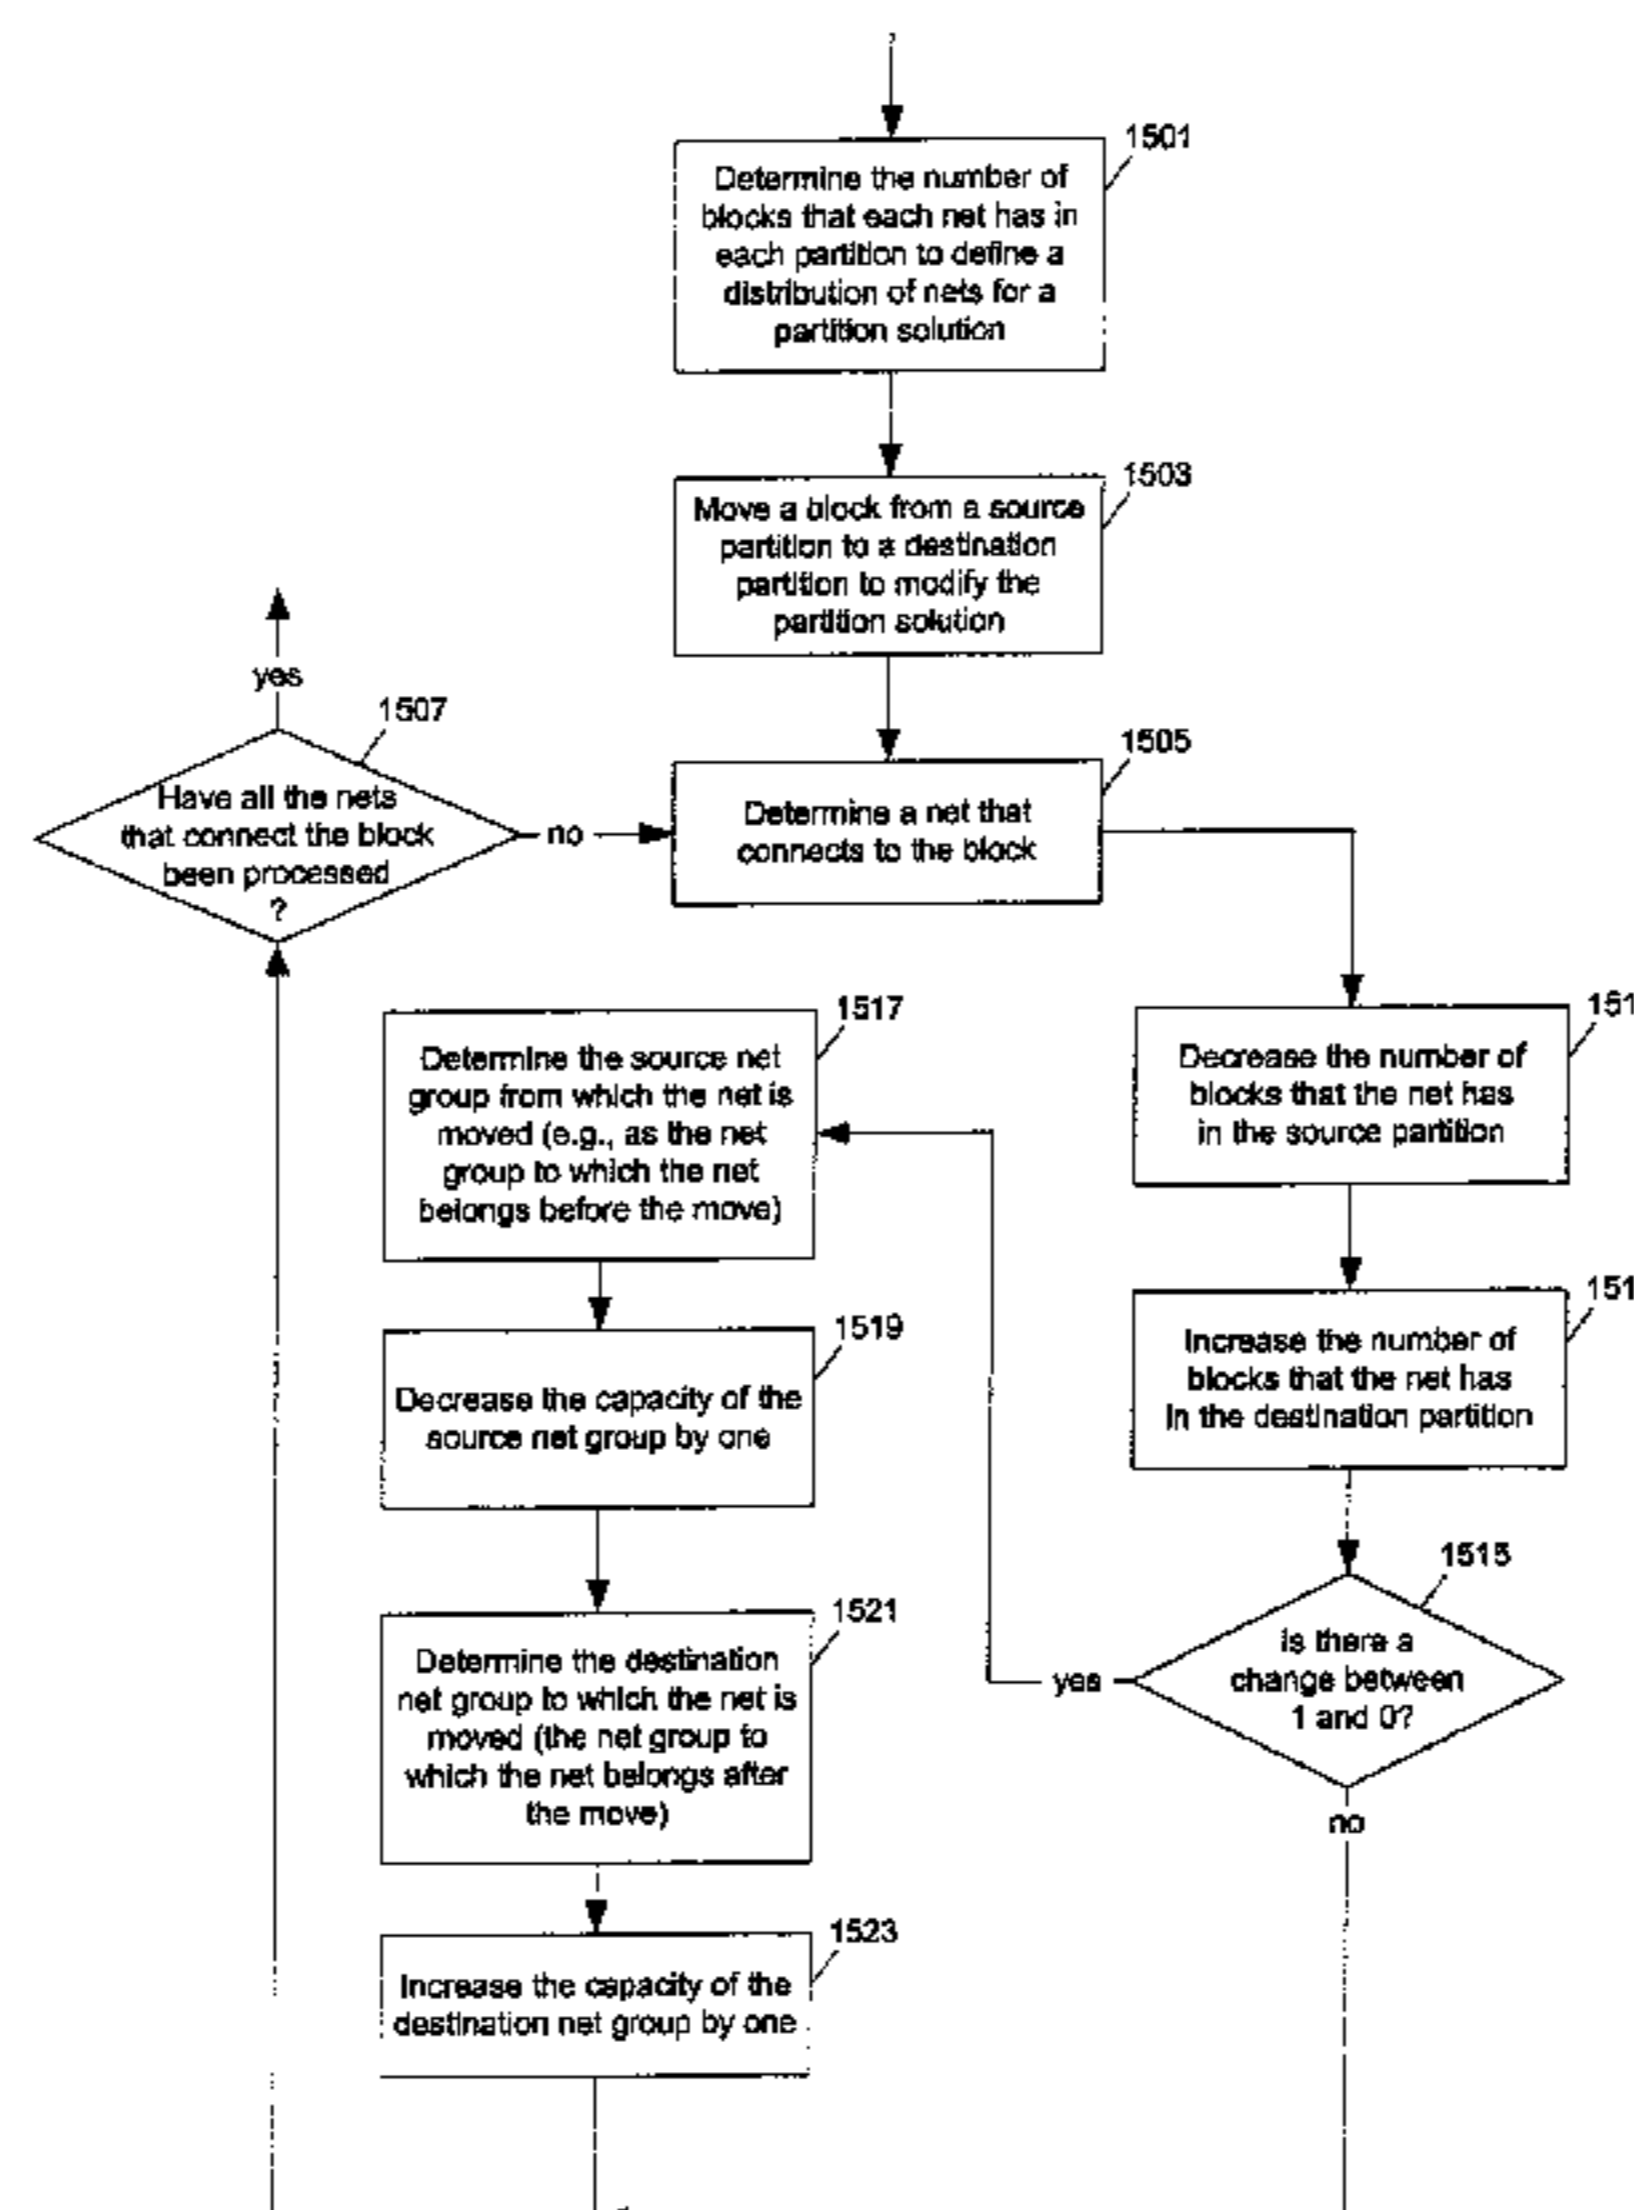 1501
Determine the number of
blocks that each net has in
each partition to define a
distribution of nets for a
partition solution
1503
Move a block from a source
partition to a destination
partition to modify the
partition solution
yes
1507
Have all the nets
that connect the block
been processed
?
no
1505
Determine a net that
connects to the block
151
Decrease the number of
blocks that the net has
in the source partition
1517
Determine the source net
group from which the net is
moved (e.g., as the net
group to which the net
belongs before the move)
151
Increase the number of
blocks that the net has
in the destination partition
1519
Decrease the capacity of the
source net group by one
1515
Is there a
change between
1 and 0?
yes
no
1521
Determine the destination
net group to which the net is
moved (the net group to
which the net belongs after
the move)
1523
Increase the capacity of the
destination net group by one